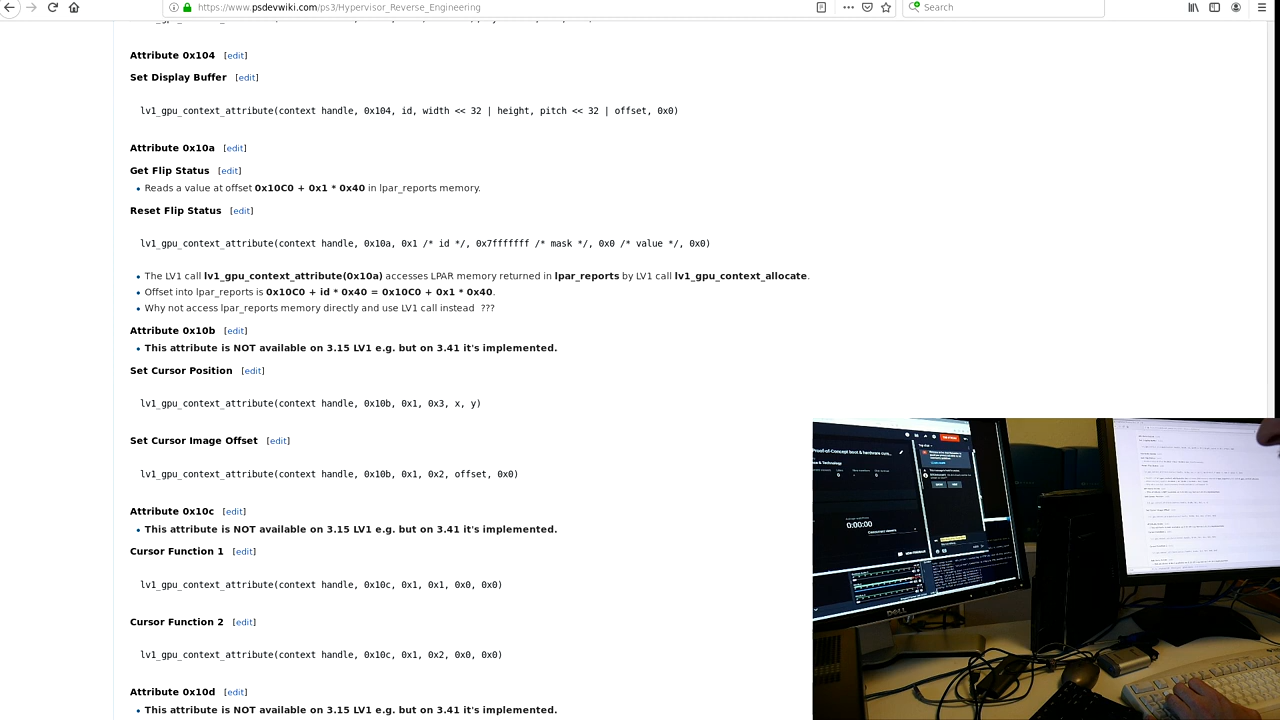 https://www.psdevwiki.com/ps3/Hypervisor_Reverse_Engineering
Search
Attribute 0x104 [edit]
Set Display Buffer [edit]
lv1_gpu_context_attribute(context handle, 0x104, id, width << 32 | height, pitch << 32 | offset, 0x0)
Attribute 0x10a [edit]
Get Flip Status [edit]
Reads a value at offset 0x10C0 + 0x1 * 0x40 in lpar_reports memory.
Reset Flip Status [edit]
lv1_gpu_context_attribute(context handle, 0x10a, 0x1 /* id */, 0x7fffffff /* mask */, 0x0 /* value */, 0x0)
The LV1 call lv1_gpu_context_attribute(0x10a) accesses LPAR memory returned in lpar_reports by LV1 call lv1_gpu_context_allocate.
Offset into lpar_reports is 0x10C0 + id * 0x40 = 0x10C0 + 0x1 * 0x40.
Why not access lpar_reports memory directly and use LV1 call instead ???
Attribute 0x10b [edit]
This attribute is NOT available on 3.15 LV1 e.g. but on 3.41 it's implemented.
Set Cursor Position [edit]
lv1_gpu_context_attribute(context handle, 0x10b, 0x1, 0x3, x, y)
Set Cursor Image Offset [edit]
lv1_gpu_context_attribute(context handle, 0x10b, 0x1, 0x2, offset, 0x0)
Attribute 0x10c [edit]
This attribute is NOT available on 3.15 LV1 e.g. but on 3.41 it's implemented.
Cursor Function 1 [edit]
lv1_gpu_context_attribute(context handle, 0x10c, 0x1, 0x1, 0x0, 0x0)
Cursor Function 2 [edit]
lv1_gpu_context_attribute(context handle, 0x10c, 0x1, 0x2, 0x0, 0x0)
Attribute 0x10d [edit]
This attribute is NOT available on 3.15 LV1 e.g. but on 3.41 it's implemented.
Proof-of-Concept boot & hardware
& Technology
0:00:00
DELL